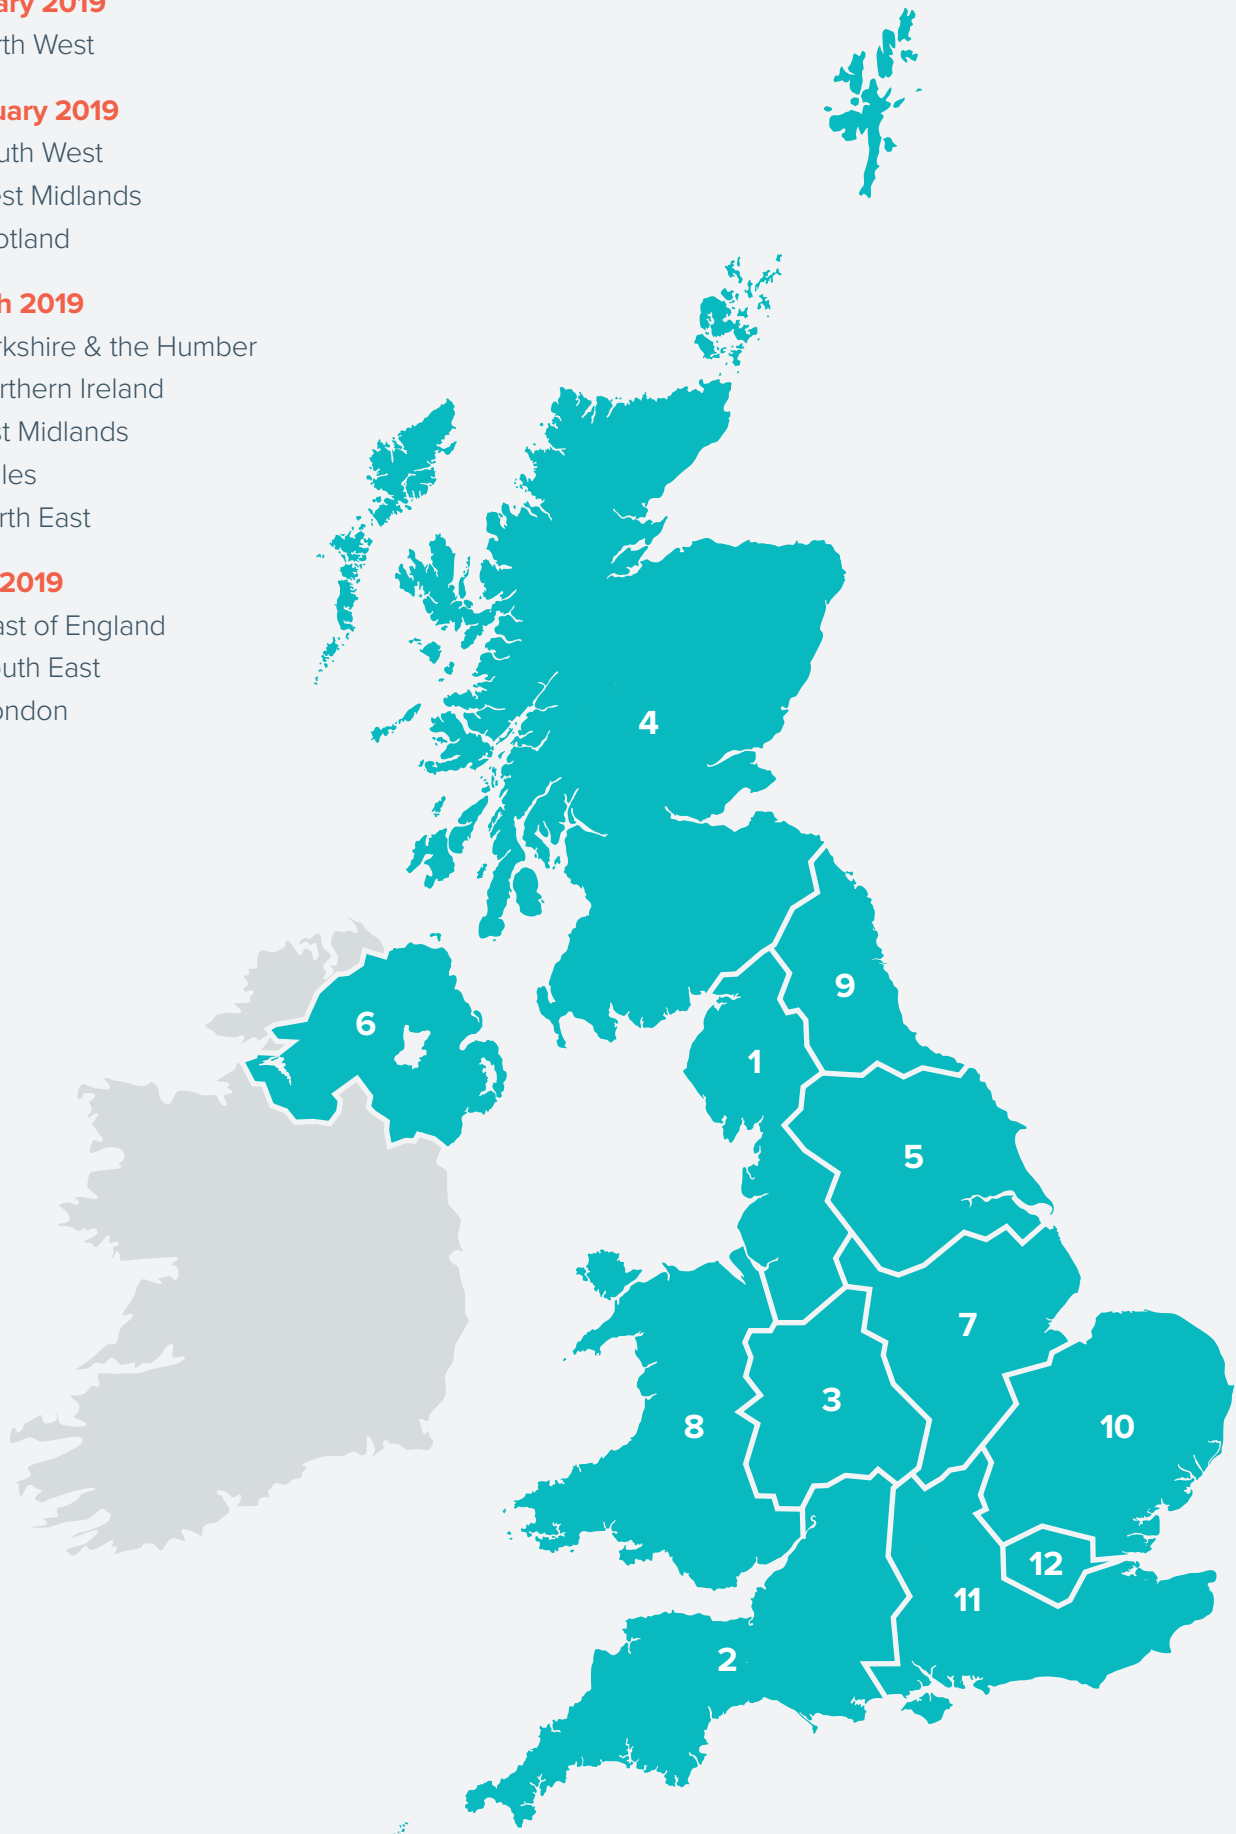 ary 2019
rth West
uary 2019
uth West
est Midlands
otland
h 2019
rkshire & the Humber
rthern Ireland
st Midlands
les
rth East
2019
ast of England
outh East
ondon
4
9
6
1
5
7
3
8
10
12
11
2